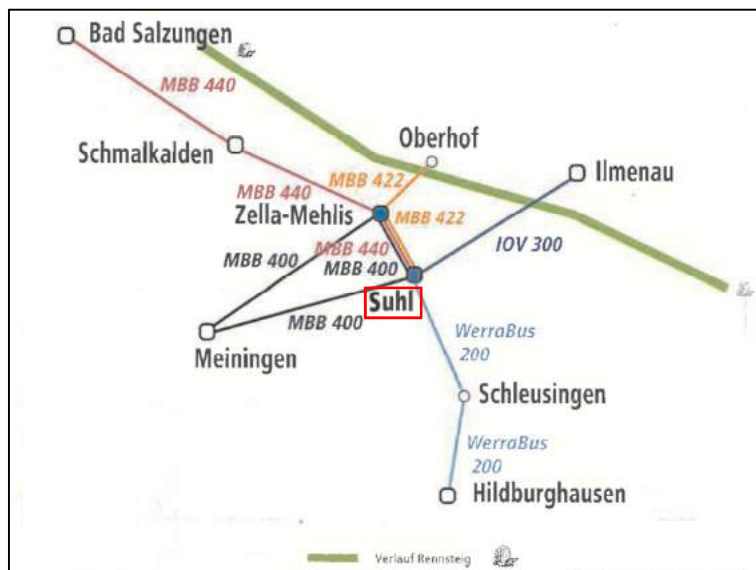 Bad Salzungen
MBB 440
Oberhof
Schmalkalden
Ilmenau
MBB 422
MBB 440
Zella-Mehlis
MBB 422
MBB 440
IOV 300
MBB 400
MBB 400
Suhl
MBB 400
WerraBus
200
Meiningen
Schleusingen
WerraBus
200
Hildburghausen
Verlauf Rennsteig